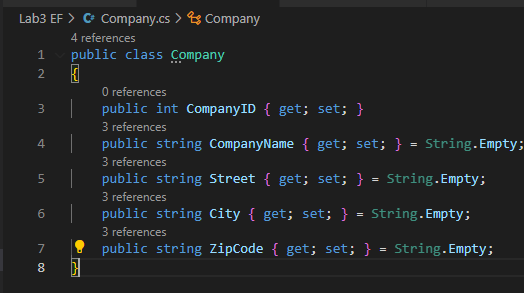 Lab3 EF > Company.cs > Company
4 references
1 public class Company
2 {
0 references
3 public int CompanyID { get; set; }
3 references
4 public string CompanyName { get; set; } = String.Empty;
3 references
5 public string Street { get; set; } = String.Empty;
3 references
6 public string City { get; set; } = String.Empty;
3 references
7 public string ZipCode { get; set; } = String.Empty;
8 }